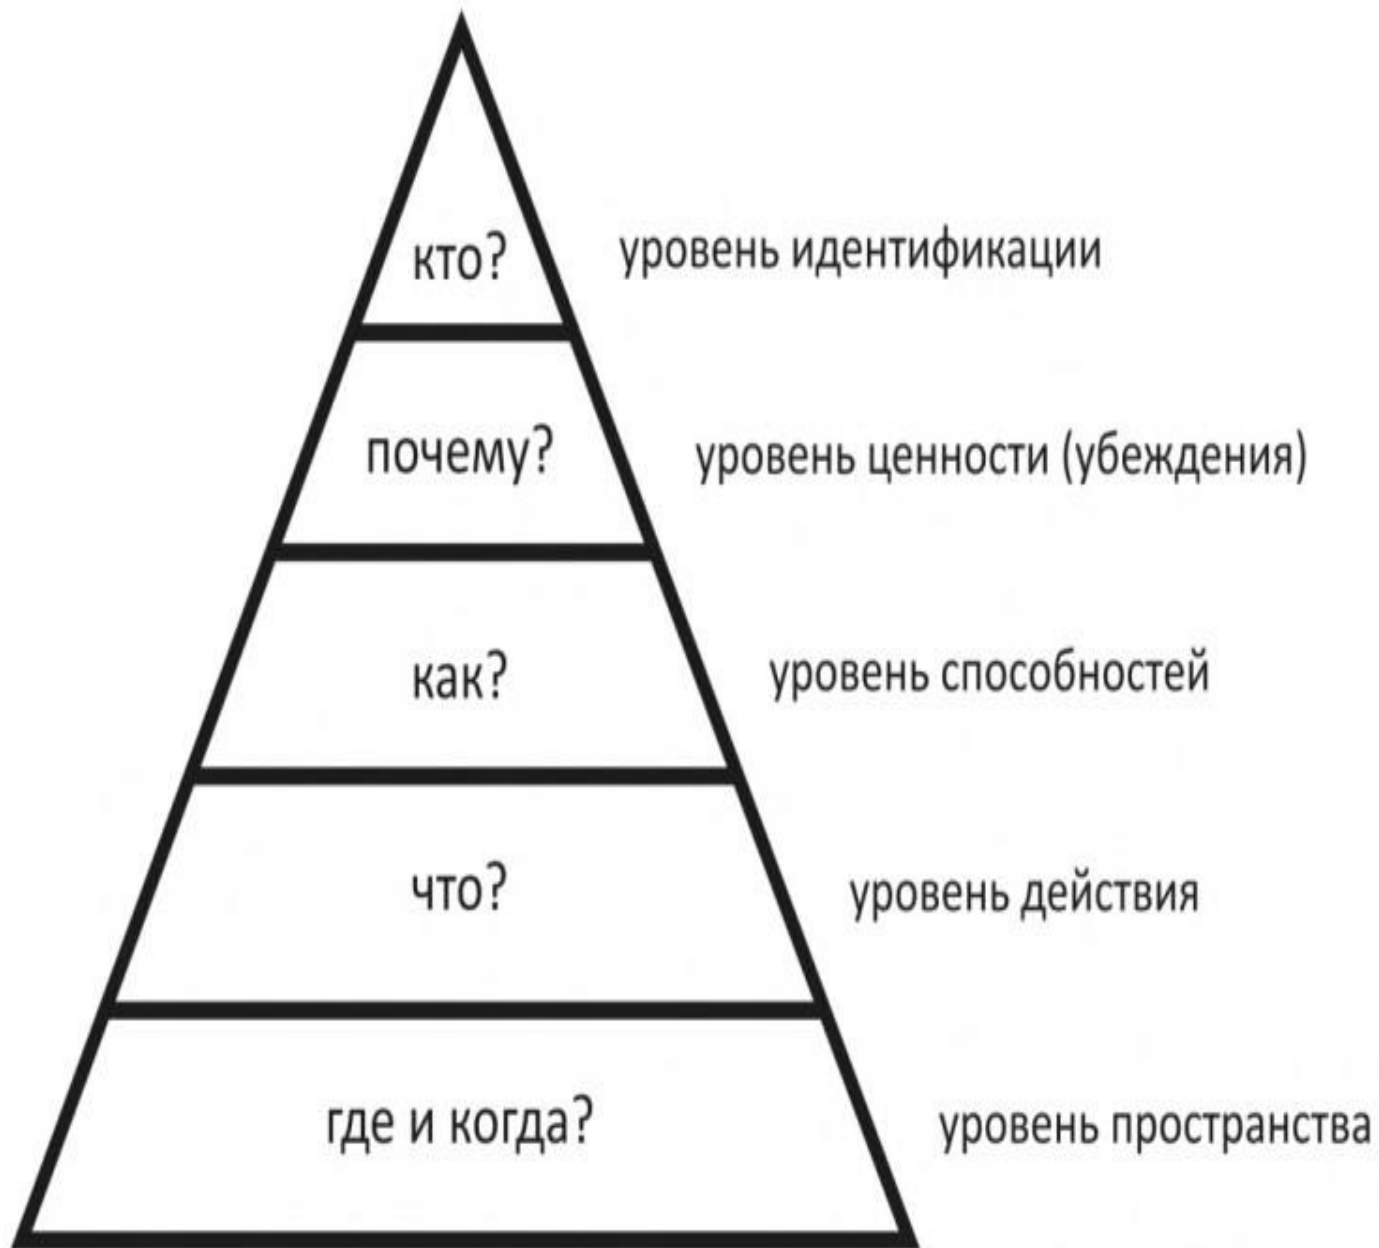 кто? уровень идентификации
почему? уровень ценности (убеждения)
как? уровень способностей
что? уровень действия
где и когда? уровень пространства